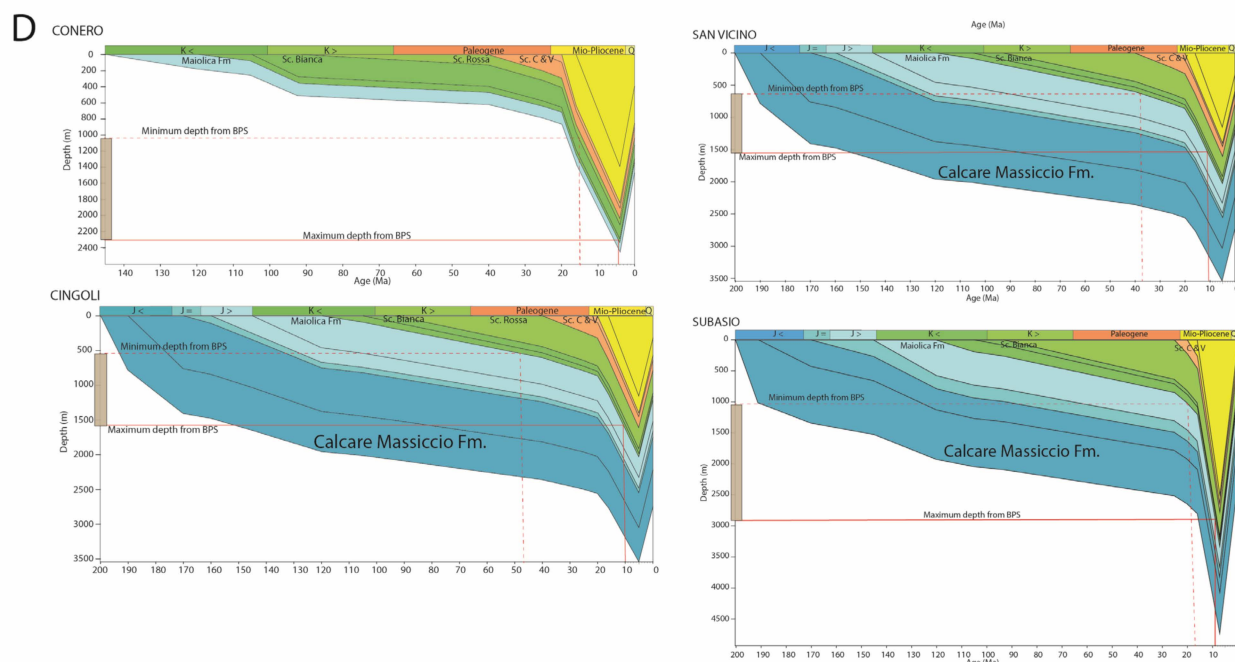 D
CONERO
K <
K >
Paleogene
Mio-Pliocene
Q
Maiolica Fm
Sc. Bianca
Sc. Rossa
Sc. C & V
0
200
400
600
800
1000
1200
1400
1600
1800
2000
2200
2400
Depth (m)
Minimum depth from BPS
Maximum depth from BPS
140 130 120 110 100 90 80 70 60 50 40 30 20 10 0
Age (Ma)
Age (Ma)
SAN VICINO
J <
J =
J >
K <
K >
Paleogene
Mio-Pliocene
Q
Maiolica Fm
Sc. Bianca
Sc. C & V
0
500
1000
1500
2000
2500
3000
3500
Depth (m)
Minimum depth from BPS
Maximum depth from BPS
Calcare Massiccio Fm.
200 190 180 170 160 150 140 130 120 110 100 90 80 70 60 50 40 30 20 10 0
Age (Ma)
CINGOLI
J <
J =
J >
K <
K >
Paleogene
Mio-Pliocene
Q
Maiolica Fm
Sc. Bianca
Sc. Rossa
Sc. C & V
0
500
1000
1500
2000
2500
3000
3500
Depth (m)
Minimum depth from BPS
Maximum depth from BPS
Calcare Massiccio Fm.
200 190 180 170 160 150 140 130 120 110 100 90 80 70 60 50 40 30 20 10 0
SUBASIO
J <
J =
J >
K <
K >
Paleogene
Mio-Pliocene
Q
Maiolica Fm
Sc. Bianca
Sc. C & V
0
500
1000
1500
2000
2500
3000
3500
4000
4500
Depth (m)
Minimum depth from BPS
Calcare Massiccio Fm.
Maximum depth from BPS
200 190 180 170 160 150 140 130 120 110 100 90 80 70 60 50 40 30 20 10
Age (Ma)